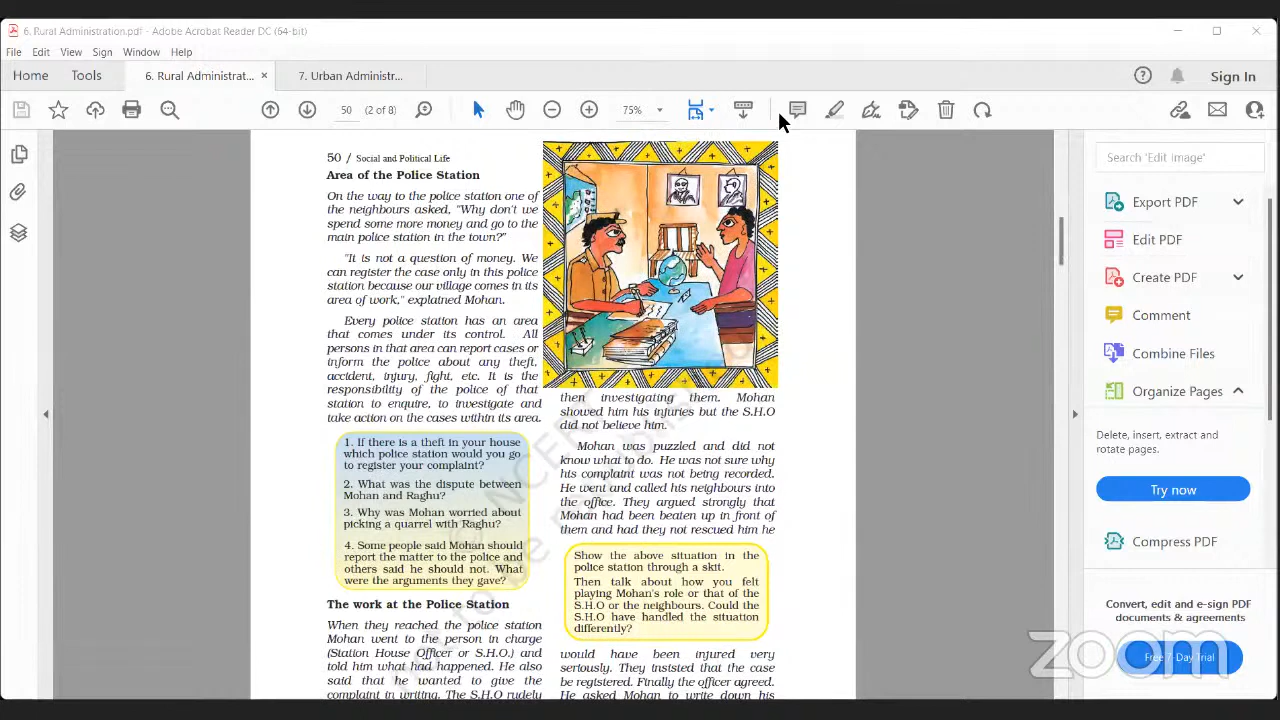 6. Rural Administration.pdf - Adobe Acrobat Reader DC (64-bit)
File Edit View Sign Window Help
Home Tools 6. Rural Administrat... × 7. Urban Administr... Sign In
50 (2 of 8) 75%
50 / Social and Political Life
Area of the Police Station
On the way to the police station one of
the neighbours asked, "Why don't we
spend some more money and go to the
main police station in the town?"
"It is not a question of money. We
can register the case only in this police
station because our village comes in its
area of work," explained Mohan.
Every police station has an area
that comes under its control. All
persons in that area can report cases or
inform the police about any theft,
accident, injury, fight, etc. It is the
responsibility of the police of that
station to enquire, to investigate and
take action on the cases within its area.
1. If there is a theft in your house
which police station would you go
to register your complaint?
2. What was the dispute between
Mohan and Raghu?
3. Why was Mohan worried about
picking a quarrel with Raghu?
4. Some people said Mohan should
report the matter to the police and
others said he should not. What
were the arguments they gave?
The work at the Police Station
When they reached the police station
Mohan went to the person in charge
(Station House Officer or S.H.O.) and
told him what had happened. He also
said that he wanted to give the
complaint in writing. The S.H.O rudely
then investigating them. Mohan
showed him his injuries but the S.H.O
did not believe him.
Mohan was puzzled and did not
know what to do. He was not sure why
his complaint was not being recorded.
He went and called his neighbours into
the office. They argued strongly that
Mohan had been beaten up in front of
them and had they not rescued him he
Show the above situation in the
police station through a skit.
Then talk about how you felt
playing Mohan's role or that of the
S.H.O or the neighbours. Could the
S.H.O have handled the situation
differently?
would have been injured very
seriously. They insisted that the case
be registered. Finally the officer agreed.
He asked Mohan to write down his
Search 'Edit Image'
Export PDF
Edit PDF
Create PDF
Comment
Combine Files
Organize Pages
Delete, insert, extract and
rotate pages.
Try now
Compress PDF
Convert, edit and e-sign PDF
documents & agreements
Free 7-Day Trial
zoom